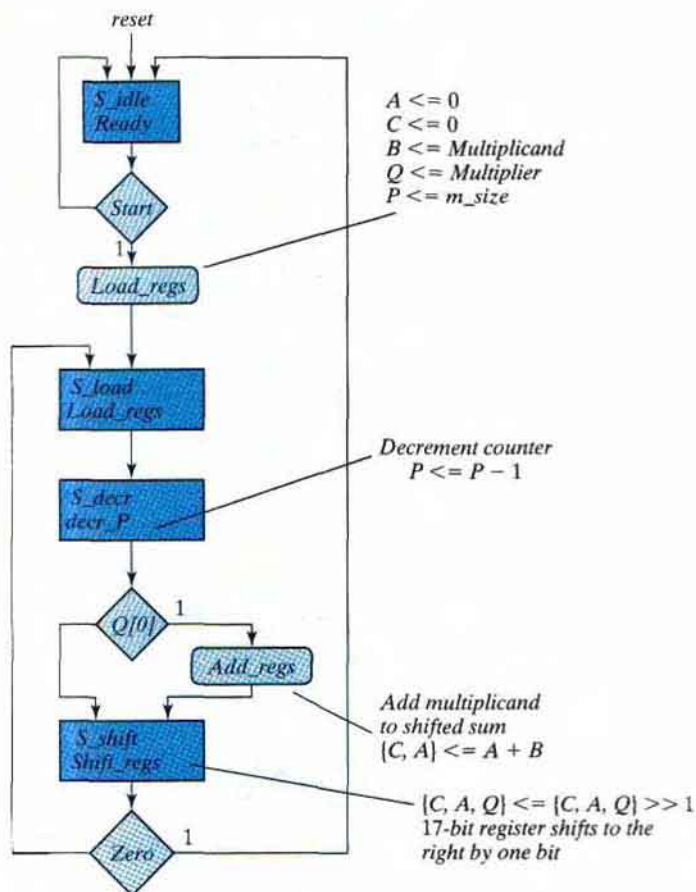 reset
S_idle
Ready
A <= 0
C <= 0
B <= Multiplicand
Q <= Multiplier
P <= m_size
Start
1
Load_regs
S_load
Load_regs
Decrement counter
P <= P − 1
S_decr
decr_P
Q[0]
1
Add_regs
Add multiplicand
to shifted sum
{C, A} <= A + B
S_shift
Shift_regs
{C, A, Q} <= {C, A, Q} >> 1
17-bit register shifts to the
right by one bit
Zero
1